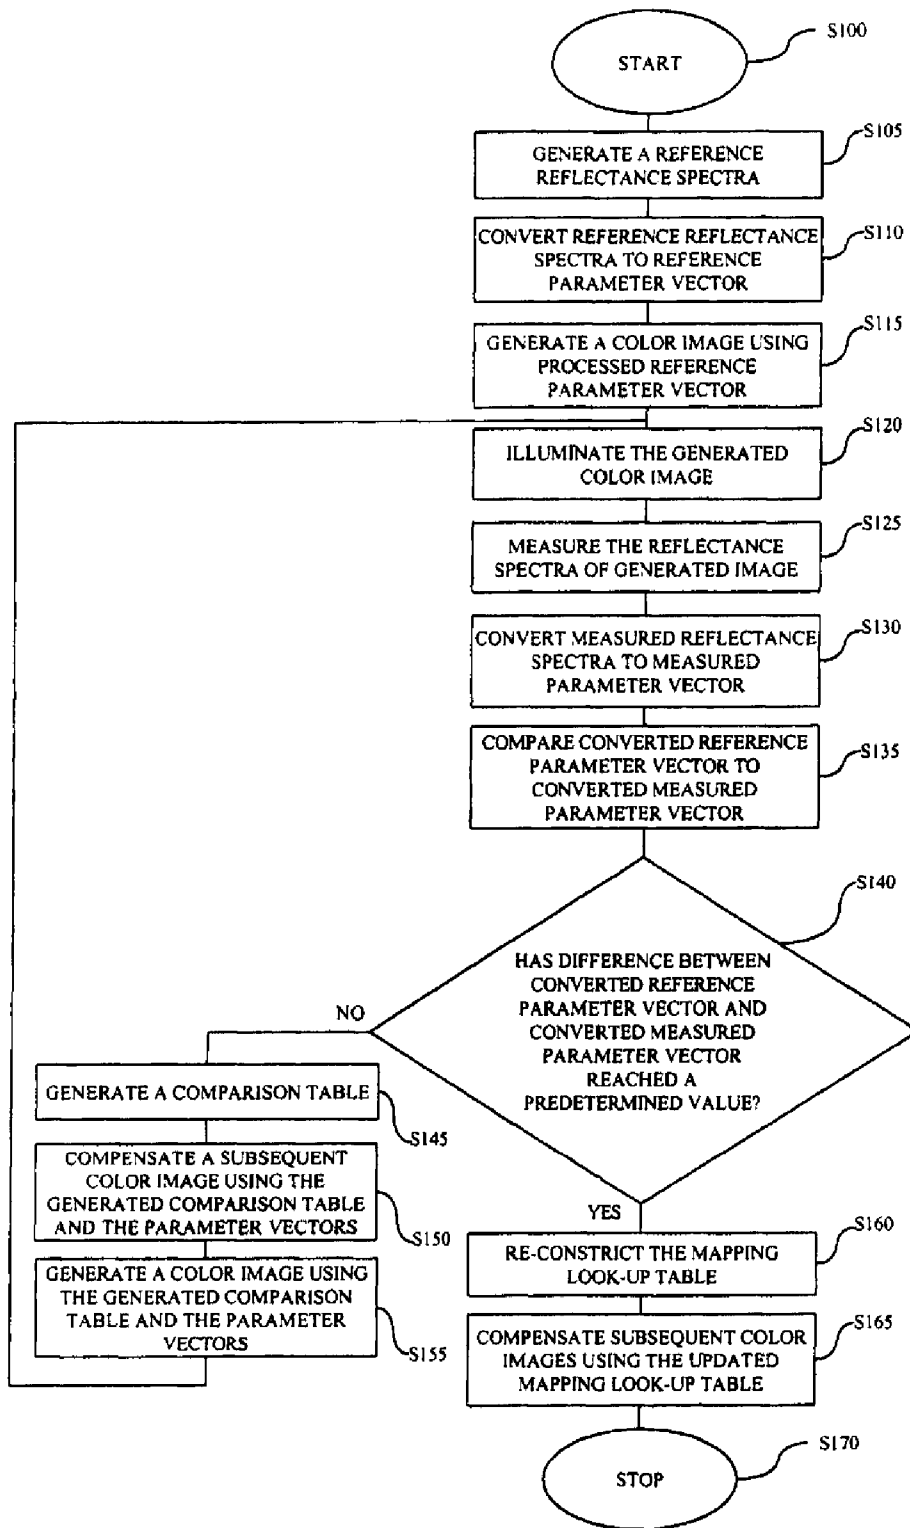 START
S100
GENERATE A REFERENCE
REFLECTANCE SPECTRA
S105
CONVERT REFERENCE REFLECTANCE
SPECTRA TO REFERENCE
PARAMETER VECTOR
S110
GENERATE A COLOR IMAGE USING
PROCESSED REFERENCE
PARAMETER VECTOR
S115
ILLUMINATE THE GENERATED
COLOR IMAGE
S120
MEASURE THE REFLECTANCE
SPECTRA OF GENERATED IMAGE
S125
CONVERT MEASURED REFLECTANCE
SPECTRA TO MEASURED
PARAMETER VECTOR
S130
COMPARE CONVERTED REFERENCE
PARAMETER VECTOR TO
CONVERTED MEASURED
PARAMETER VECTOR
S135
HAS DIFFERENCE BETWEEN
CONVERTED REFERENCE
PARAMETER VECTOR AND
CONVERTED MEASURED
PARAMETER VECTOR
REACHED A
PREDETERMINED VALUE?
S140
NO
GENERATE A COMPARISON TABLE
S145
COMPENSATE A SUBSEQUENT
COLOR IMAGE USING THE
GENERATED COMPARISON TABLE
AND THE PARAMETER VECTORS
S150
GENERATE A COLOR IMAGE USING
THE GENERATED COMPARISON
TABLE AND THE PARAMETER
VECTORS
S155
YES
RE-CONSTRICT THE MAPPING
LOOK-UP TABLE
S160
COMPENSATE SUBSEQUENT COLOR
IMAGES USING THE UPDATED
MAPPING LOOK-UP TABLE
S165
STOP
S170